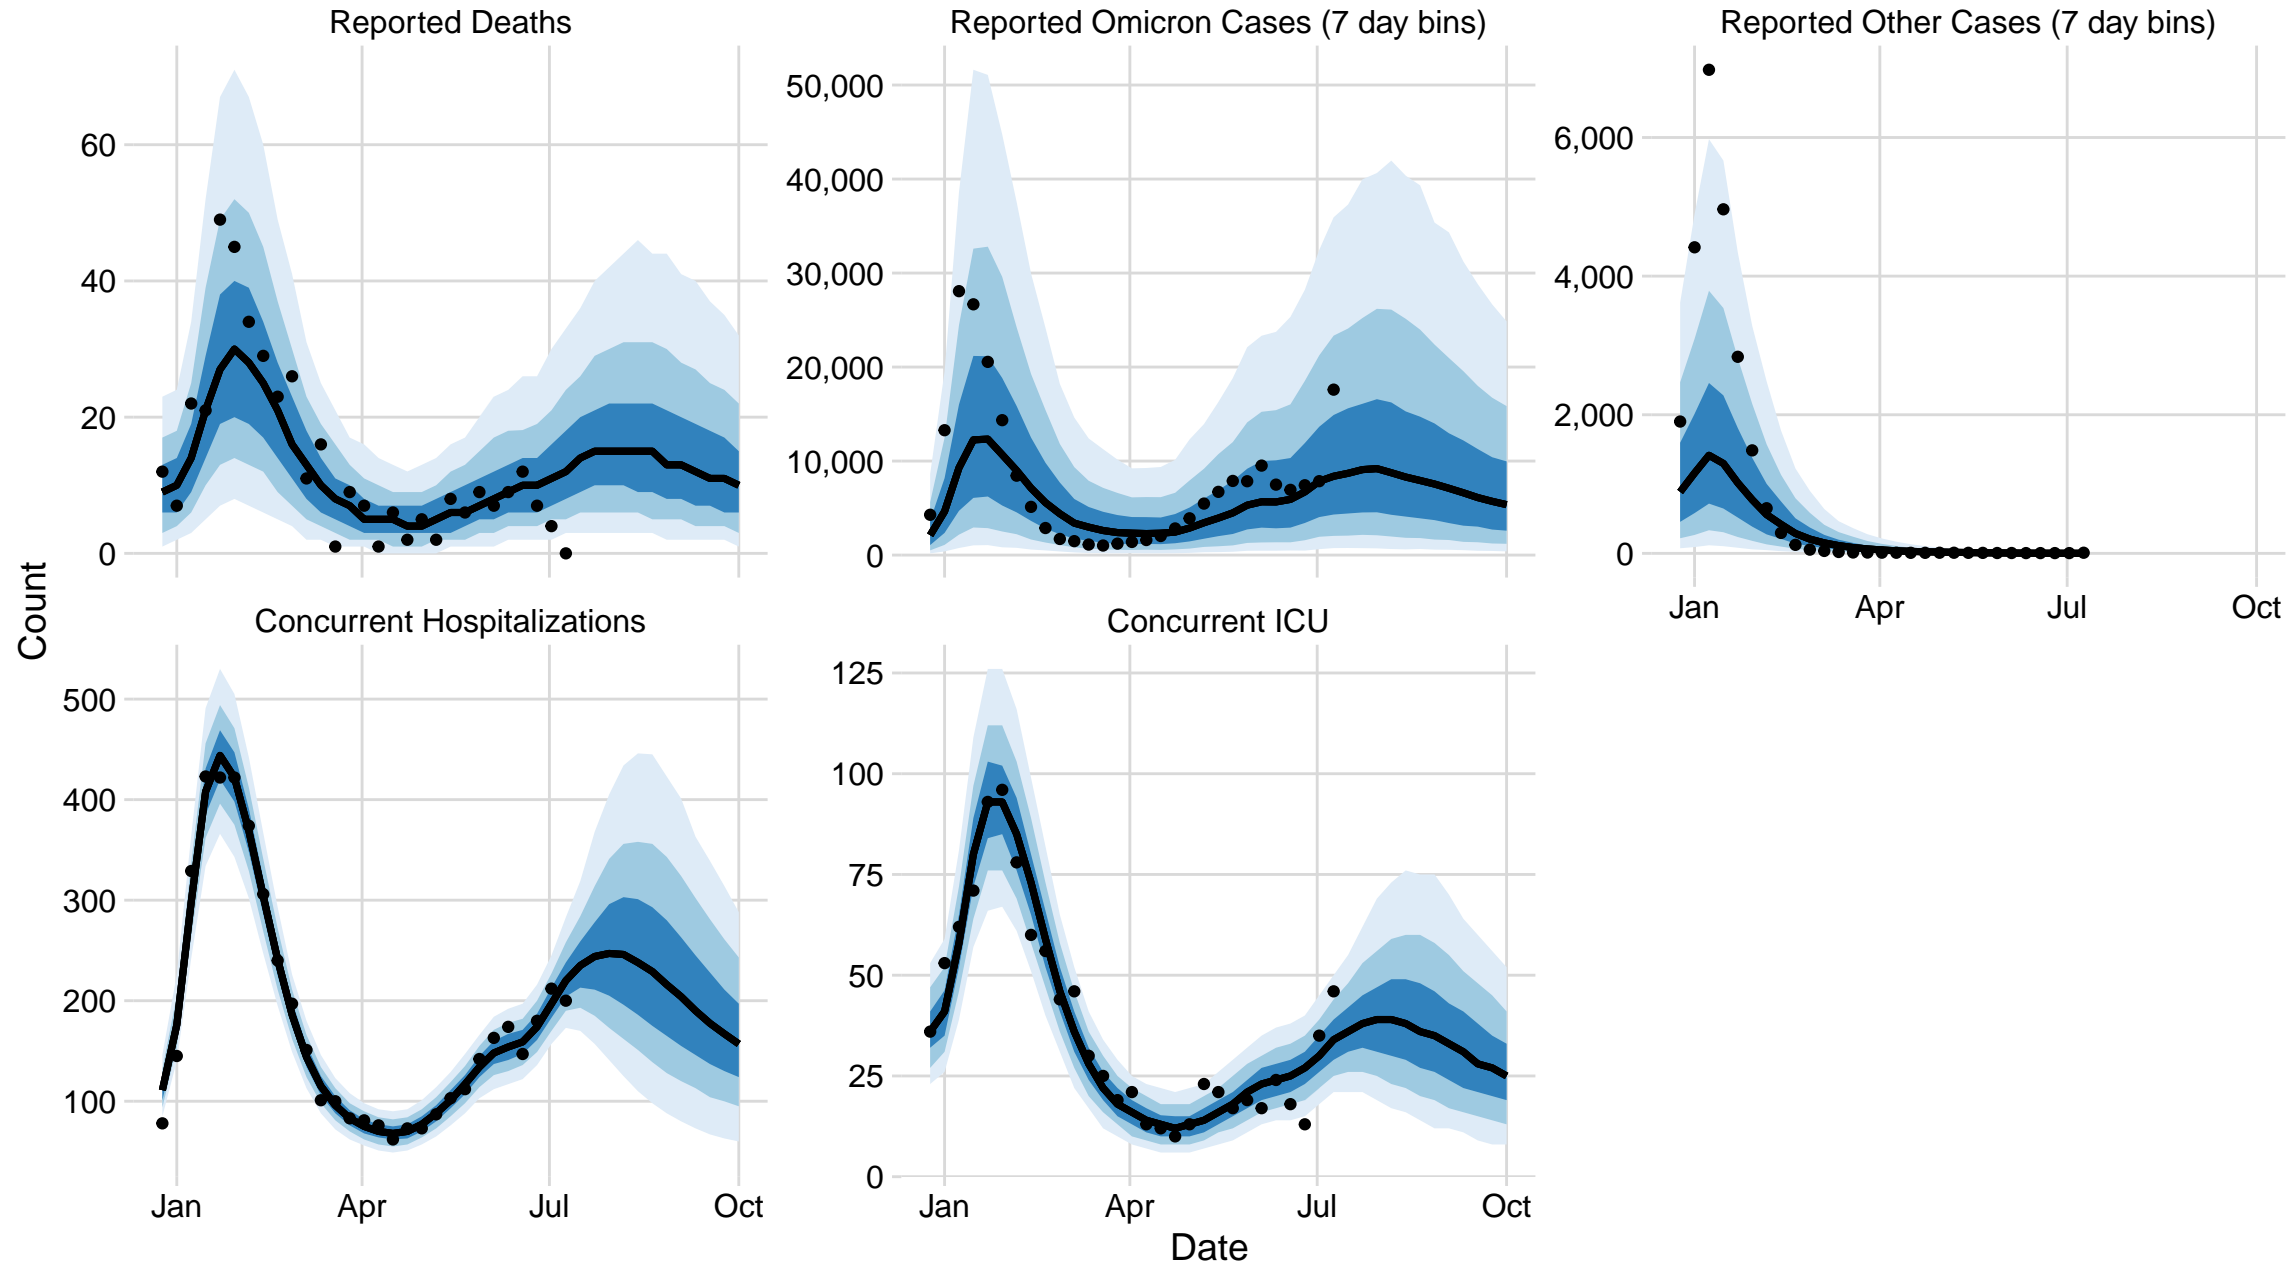 Reported Deaths
Reported Omicron Cases (7 day bins)
Reported Other Cases (7 day bins)
60
40
20
0
50,000
40,000
30,000
20,000
10,000
0
6,000
4,000
2,000
0
Jan Apr Jul Oct
Count
Concurrent Hospitalizations
Concurrent ICU
500
400
300
200
100
Jan Apr Jul Oct
125
100
75
50
25
0
Jan Apr Jul Oct
Date